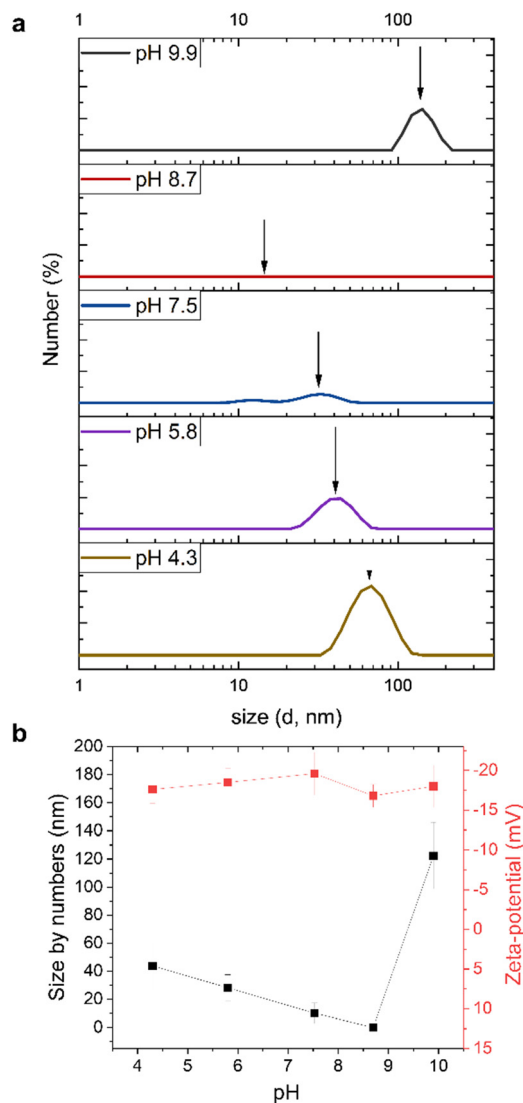 a
1 10 100
pH 9.9
pH 8.7
pH 7.5
pH 5.8
pH 4.3
Number (%)
1 10 100
size (d, nm)
b
200
180
160
140
120
100
80
60
40
20
0
Size by numbers (nm)
-20
-15
-10
-5
0
5
10
15
Zeta-potential (mV)
4 5 6 7 8 9 10
pH